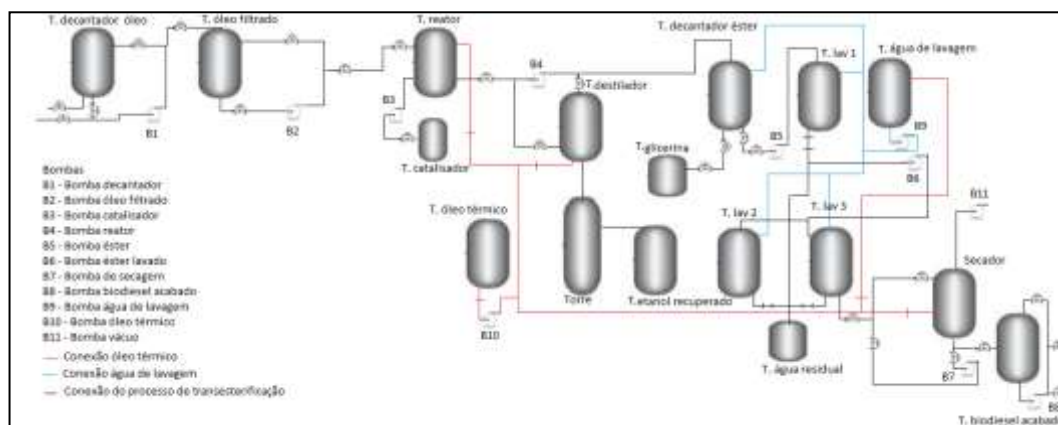 T. decantador óleo
T. óleo filtrado
T. reator
T. decantador éster
T. lav 1
T. água de lavagem
B4
T.destilador
B3
B1
B2
B5
B9
T. catalisador
T.glicerina
B6
Bombas
B1 - Bomba decantador
B2 - Bomba óleo filtrado
B3 - Bomba catalisador
B4 - Bomba reator
B5 - Bomba éster
B6 - Bomba éster lavado
B7 - Bomba de secagem
B8 - Bomba biodiesel acabado
B9 - Bomba água de lavagem
B10 - Bomba óleo térmico
B11 - Bomba vácuo
Conexão óleo térmico
Conexão água de lavagem
Conexão do processo de transesterificação
T. óleo térmico
T. lav 2
T. lav 3
B11
Secador
Torre
T.etanol recuperado
B10
T. água residual
B7
B8
T. biodiesel acabado